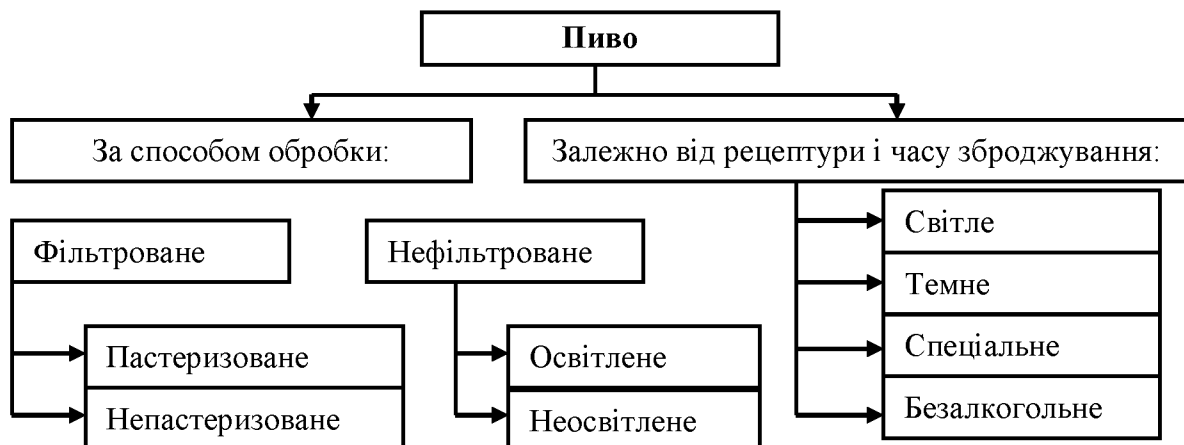 Пиво
За способом обробки:
Залежно від рецептури і часу зброджування:
Фільтроване
Пастеризоване
Непастеризоване
Нефільтроване
Освітлене
Неосвітлене
Світле
Темне
Спеціальне
Безалкогольне